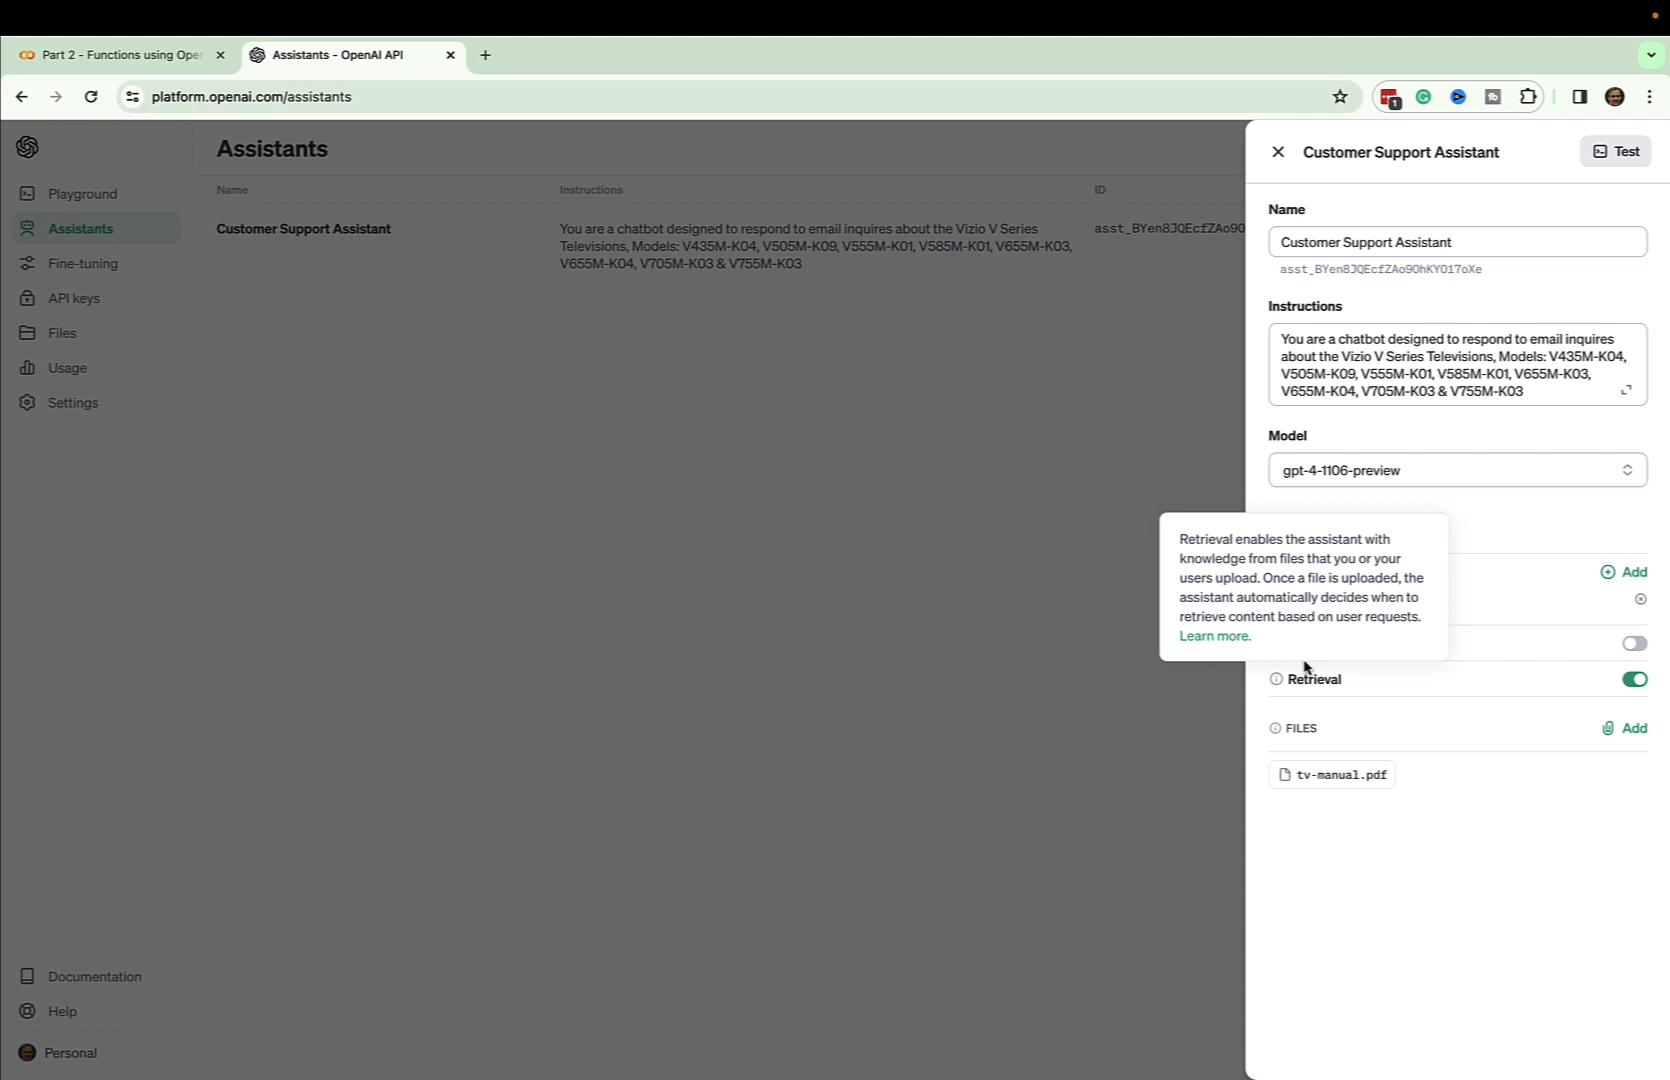 Part 2 - Functions using Oper
Assistants - OpenAI API
platform.openai.com/assistants
1
Playground
Assistants
Fine-tuning
API keys
Files
Usage
Settings
Documentation
Help
Personal
Assistants
Name
Instructions
ID
Customer Support Assistant
You are a chatbot designed to respond to email inquires about the Vizio V Series
Televisions, Models: V435M-K04, V505M-K09, V555M-K01, V585M-K01, V655M-K03,
V655M-K04, V705M-K03 & V755M-K03
asst_BYen8JQEcfZAo9O
Customer Support Assistant
Test
Name
Customer Support Assistant
asst_BYen8JQEcfZAo9OhKYO17oXe
Instructions
You are a chatbot designed to respond to email inquires
about the Vizio V Series Televisions, Models: V435M-K04,
V505M-K09, V555M-K01, V585M-K01, V655M-K03,
V655M-K04, V705M-K03 & V755M-K03
Model
gpt-4-1106-preview
Retrieval enables the assistant with
knowledge from files that you or your
users upload. Once a file is uploaded, the
assistant automatically decides when to
retrieve content based on user requests.
Learn more.
Add
Retrieval
FILES
Add
tv-manual.pdf